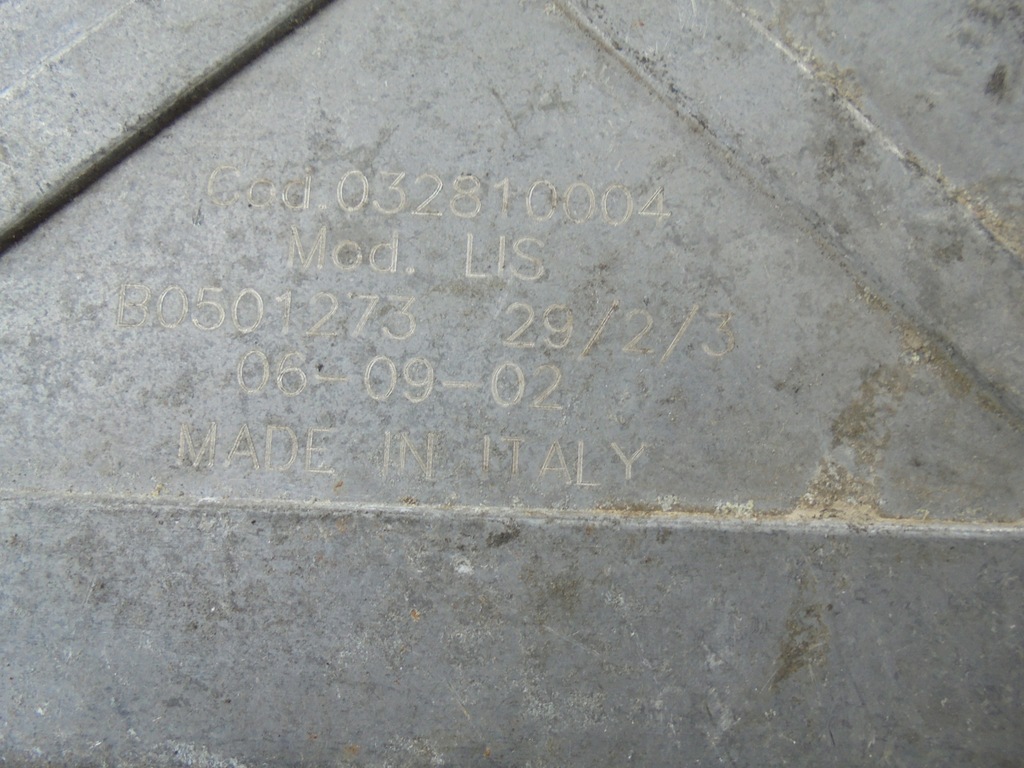 Cod.032810004
Mod. LIS
B0501273 29/2/3
06-09-02
MADE IN ITALY